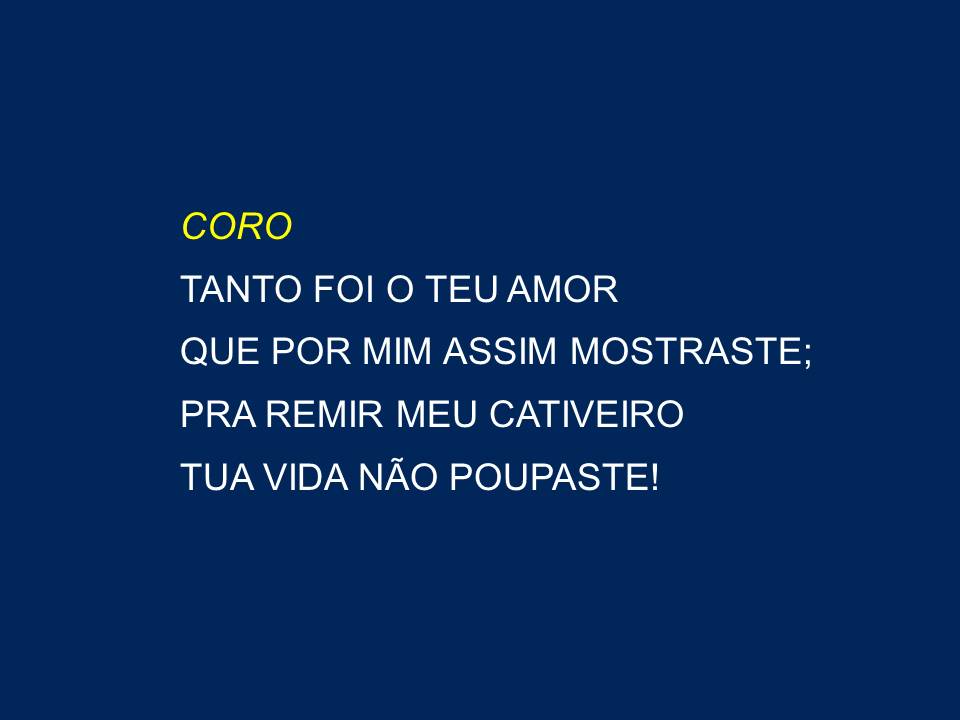 CORO
TANTO FOI O TEU AMOR
QUE POR MIM ASSIM MOSTRASTE;
PRA REMIR MEU CATIVEIRO
TUA VIDA NÃO POUPASTE!